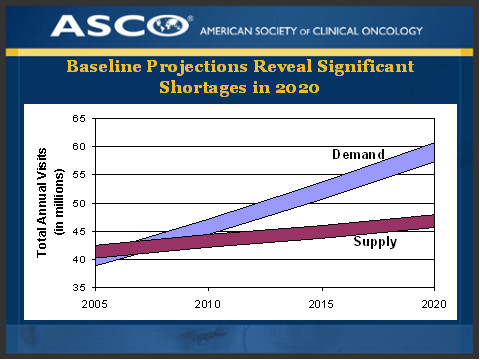 ASCO AMERICAN SOCIETY OF CLINICAL ONCOLOGY
Baseline Projections Reveal Significant
Shortages in 2020
Total Annual Visits
(in millions)
65
60
55
50
45
40
35
Demand
Supply
2005
2010
2015
2020